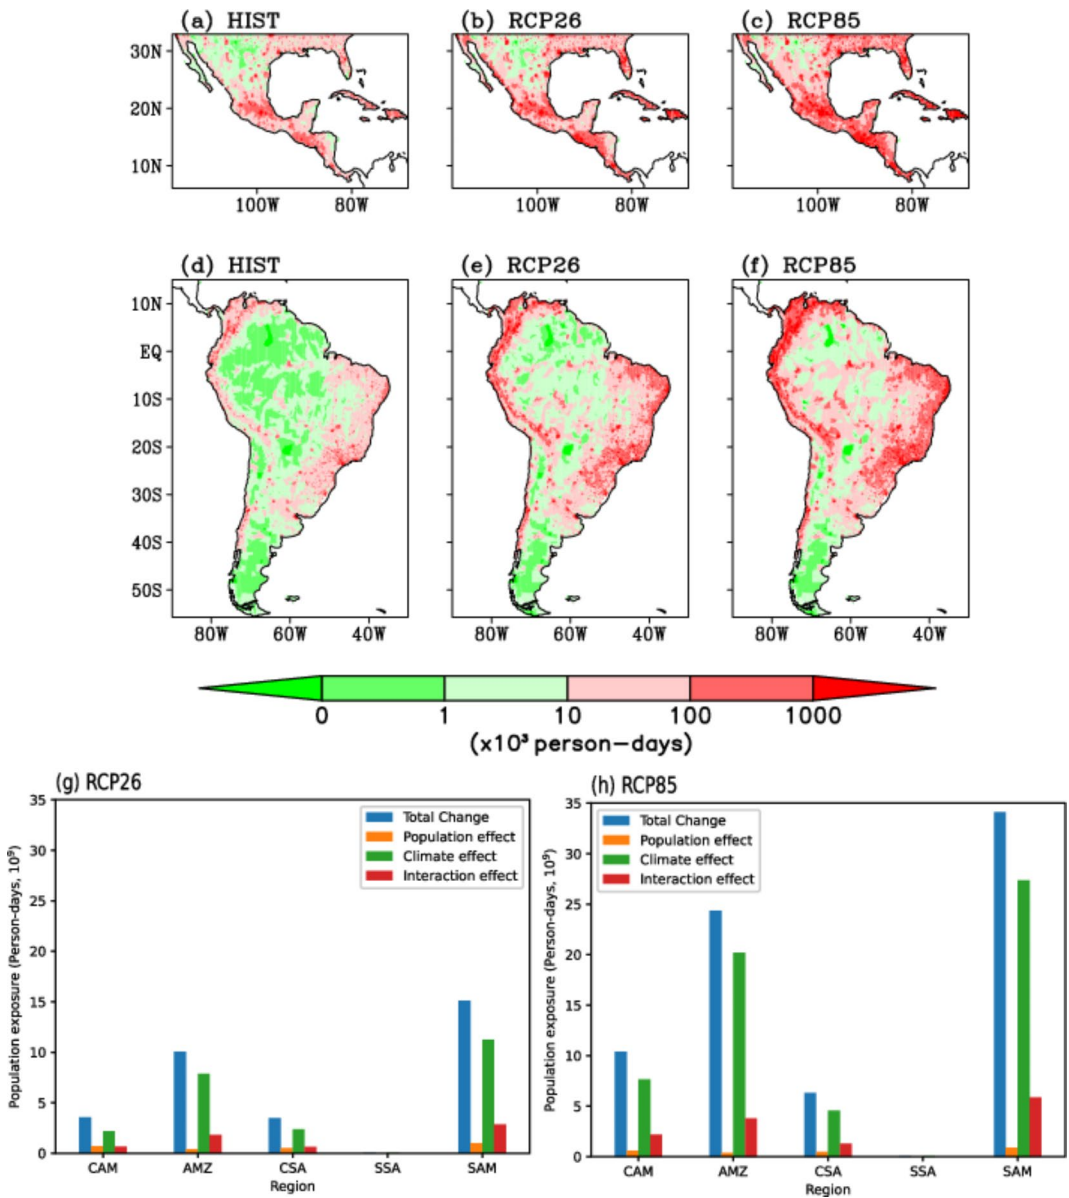 (a) HIST
(b) RCP26
(c) RCP85
30N
20N
10N
100W 80W
100W 80W
100W 80W
(d) HIST
(e) RCP26
(f) RCP85
10N
EQ
10S
20S
30S
40S
50S
80W 60W 40W
80W 60W 40W
80W 60W 40W
0 1 10 100 1000
(x10³ person-days)
(g) RCP26
Population exposure (Person-days, 10⁹)
35
30
25
20
15
10
5
0
Total Change
Population effect
Climate effect
Interaction effect
CAM AMZ CSA SSA SAM
Region
(h) RCP85
Population exposure (Person-days, 10⁹)
35
30
25
20
15
10
5
0
Total Change
Population effect
Climate effect
Interaction effect
CAM AMZ CSA SSA SAM
Region